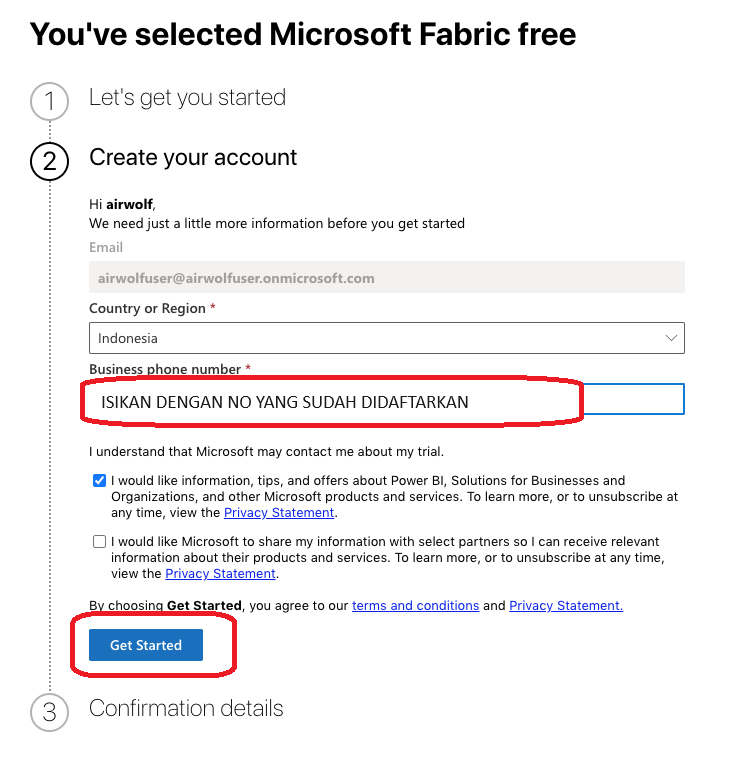 You've selected Microsoft Fabric free
1
Let's get you started
2
Create your account
Hi airwolf,
We need just a little more information before you get started
Email
airwolfuser@airwolfuser.onmicrosoft.com
Country or Region *
Indonesia
Business phone number *
ISIKAN DENGAN NO YANG SUDAH DIDAFTARKAN
I understand that Microsoft may contact me about my trial.
I would like information, tips, and offers about Power BI, Solutions for Businesses and
Organizations, and other Microsoft products and services. To learn more, or to unsubscribe at
any time, view the Privacy Statement.
I would like Microsoft to share my information with select partners so I can receive relevant
information about their products and services. To learn more, or to unsubscribe at any time,
view the Privacy Statement.
By choosing Get Started, you agree to our terms and conditions and Privacy Statement.
Get Started
3
Confirmation details